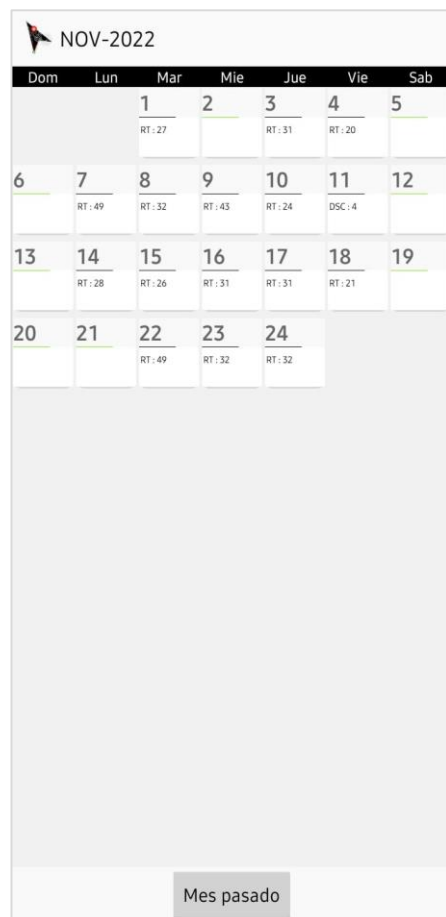 NOV-2022
Dom Lun Mar Mie Jue Vie Sab
1 2 3 4 5
RT : 27 RT : 31 RT : 20
6 7 8 9 10 11 12
RT : 49 RT : 32 RT : 43 RT : 24 DSC : 4
13 14 15 16 17 18 19
RT : 28 RT : 26 RT : 31 RT : 31 RT : 21
20 21 22 23 24
RT : 49 RT : 32 RT : 32
Mes pasado